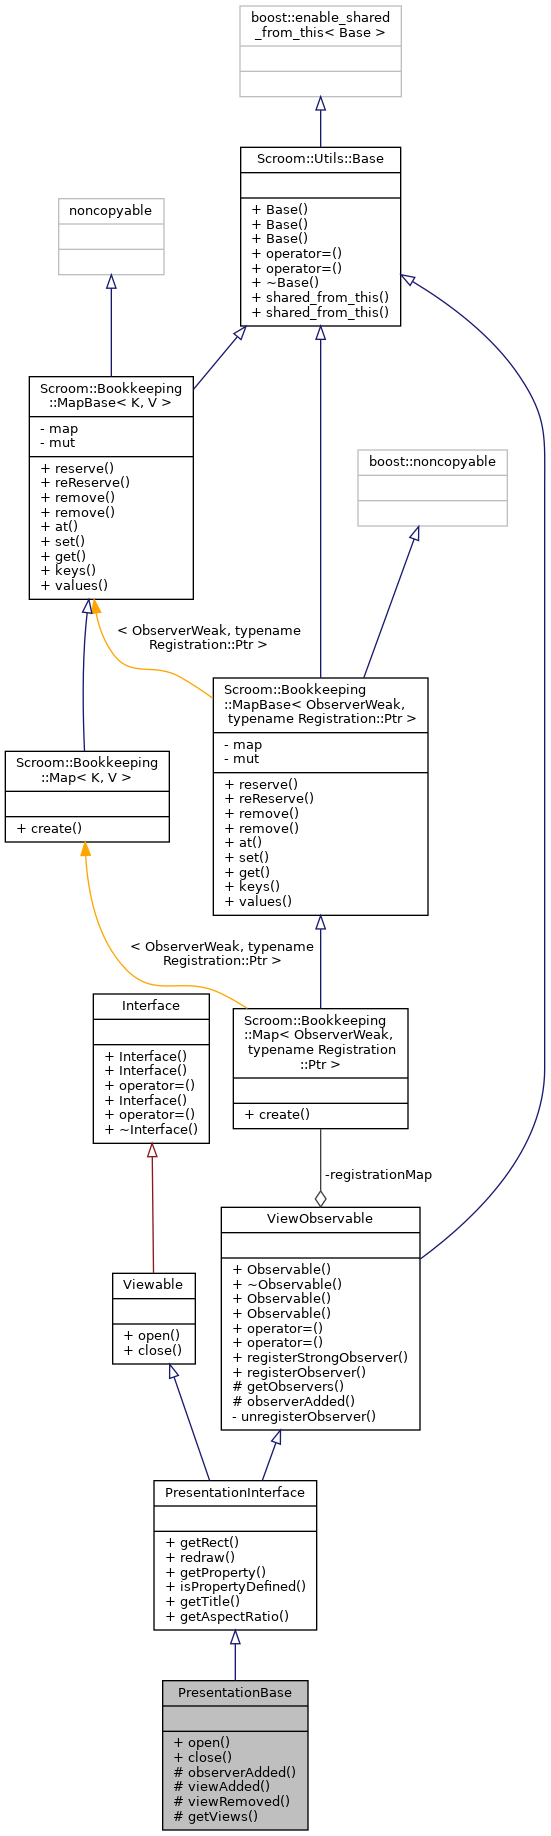 boost::enable_shared
_from_this< Base >
Scroom::Utils::Base
+ Base()
+ Base()
+ Base()
+ operator=()
+ operator=()
+ ~Base()
+ shared_from_this()
+ shared_from_this()
noncopyable
Scroom::Bookkeeping
::MapBase< K, V >
- map
- mut
+ reserve()
+ reReserve()
+ remove()
+ remove()
+ at()
+ set()
+ get()
+ keys()
+ values()
boost::noncopyable
< ObserverWeak, typename
Registration::Ptr >
Scroom::Bookkeeping
::MapBase< ObserverWeak,
typename Registration::Ptr >
- map
- mut
+ reserve()
+ reReserve()
+ remove()
+ remove()
+ at()
+ set()
+ get()
+ keys()
+ values()
Scroom::Bookkeeping
::Map< K, V >
+ create()
< ObserverWeak, typename
Registration::Ptr >
Interface
+ Interface()
+ Interface()
+ operator=()
+ Interface()
+ operator=()
+ ~Interface()
Scroom::Bookkeeping
::Map< ObserverWeak,
typename Registration
::Ptr >
+ create()
-registrationMap
ViewObservable
+ Observable()
+ ~Observable()
+ Observable()
+ Observable()
+ operator=()
+ operator=()
+ registerStrongObserver()
+ registerObserver()
# getObservers()
# observerAdded()
- unregisterObserver()
Viewable
+ open()
+ close()
PresentationInterface
+ getRect()
+ redraw()
+ getProperty()
+ isPropertyDefined()
+ getTitle()
+ getAspectRatio()
PresentationBase
+ open()
+ close()
# observerAdded()
# viewAdded()
# viewRemoved()
# getViews()